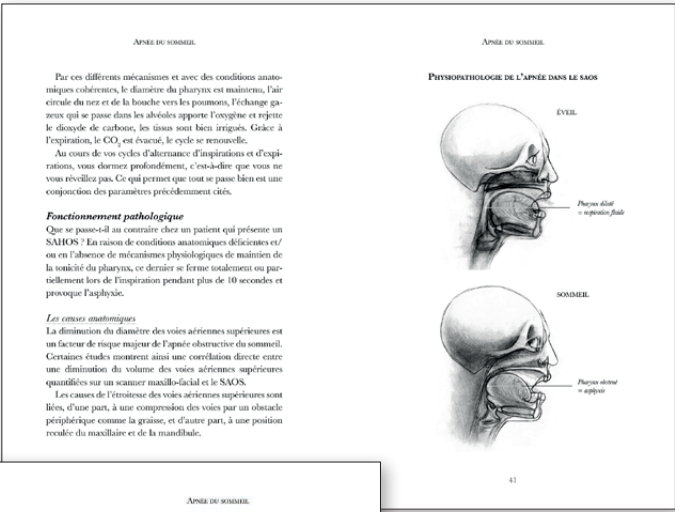 APNÉE DU SOMMEIL
Par ces différents mécanismes et avec des conditions anato-
miques cohérentes, le diamètre du pharynx est maintenu, l'air
circule du nez et de la bouche vers les poumons, l'échange ga-
zeux qui se passe dans les alvéoles apporte l'oxygène et rejette
le dioxyde de carbone, les tissus sont bien irrigués. Grâce à
l'expiration, le CO₂ est évacué, le cycle se renouvelle.
Au cours de vos cycles d'alternance d'inspirations et d'expi-
rations, vous dormez profondément, c'est-à-dire que vous ne
vous réveillez pas. Ce qui permet que tout se passe bien est une
conjonction des paramètres précédemment cités.
Fonctionnement pathologique
Que se passe-t-il au contraire chez un patient qui présente un
SAHOS ? En raison de conditions anatomiques déficientes et/
ou en l'absence de mécanismes physiologiques de maintien de
la tonicité du pharynx, ce dernier se ferme totalement ou par-
tiellement lors de l'inspiration pendant plus de 10 secondes et
provoque l'asphyxie.
Les causes anatomiques
La diminution du diamètre des voies aériennes supérieures est
un facteur de risque majeur de l'apnée obstructive du sommeil.
Certaines études montrent ainsi une corrélation directe entre
une diminution du volume des voies aériennes supérieures
quantifiées sur un scanner maxillo-facial et le SAOS.
Les causes de l'étroitesse des voies aériennes supérieures sont
liées, d'une part, à une compression des voies par un obstacle
périphérique comme la graisse, et d'autre part, à une position
reculée du maxillaire et de la mandibule.
APNÉE DU SOMMEIL
PHYSIOPATHOLOGIE DE L'APNÉE DANS LE SAOS
ÉVEIL
Pharynx dilaté
= respiration fluide
SOMMEIL
Pharynx obstrué
= asphyxie
41
APNÉE DU SOMMEIL